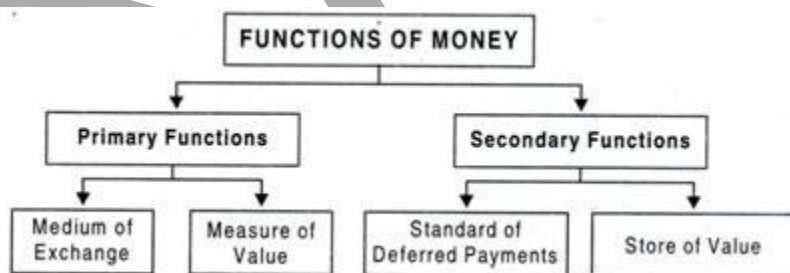 FUNCTIONS OF MONEY
Primary Functions
Secondary Functions
Medium of
Exchange
Measure of
Value
Standard of
Deferred Payments
Store of Value